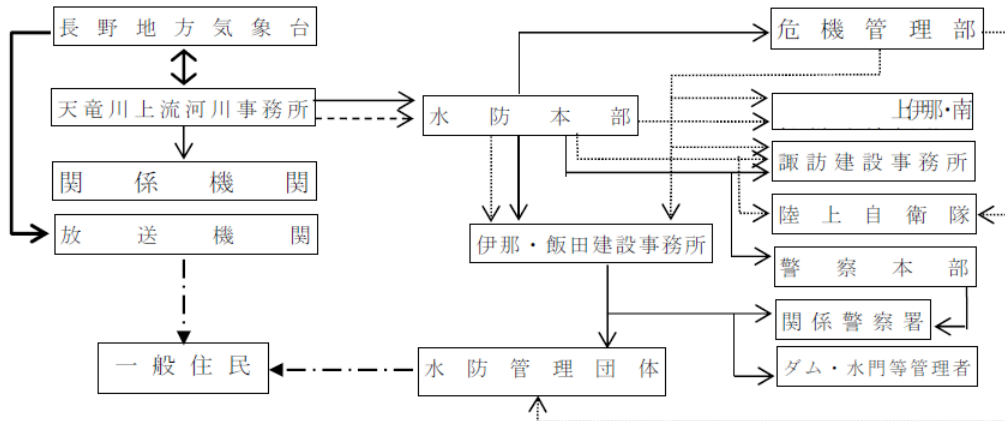 長野地方気象台
危機管理部
天竜川上流河川事務所
水防本部
上伊那・南
関係機関
諏訪建設事務所
放送機関
陸上自衛隊
伊那・飯田建設事務所
警察本部
関係警察署
一般住民
水防管理団体
ダム・水門等管理者